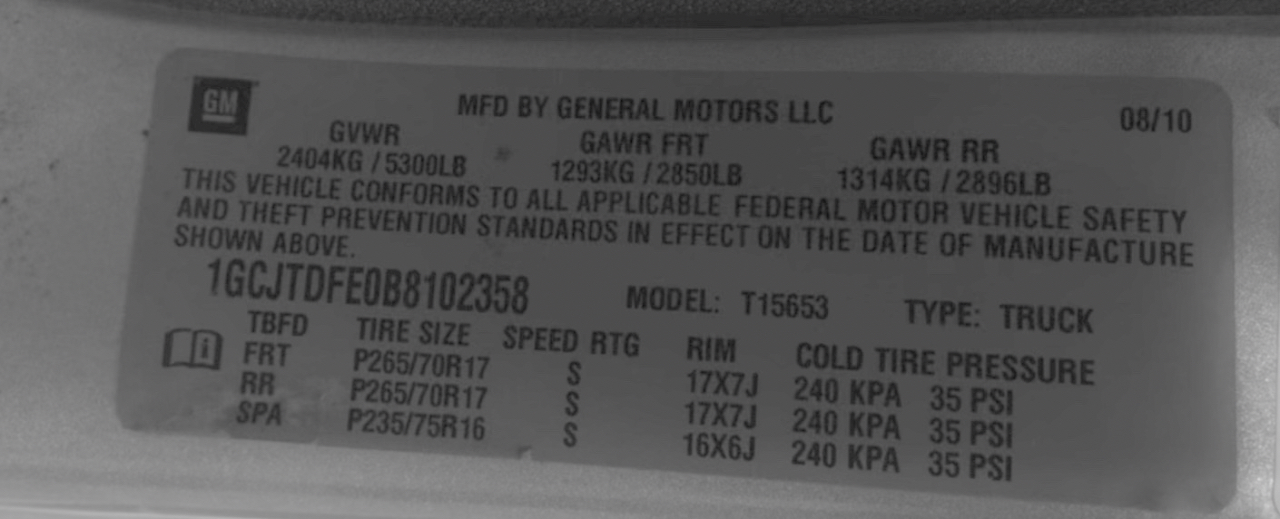 GM
MFD BY GENERAL MOTORS LLC 08/10
GVWR GAWR FRT GAWR RR
2404KG / 5300LB 1293KG / 2850LB 1314KG / 2896LB
THIS VEHICLE CONFORMS TO ALL APPLICABLE FEDERAL MOTOR VEHICLE SAFETY
AND THEFT PREVENTION STANDARDS IN EFFECT ON THE DATE OF MANUFACTURE
SHOWN ABOVE.
1GCJTDFE0B8102358 MODEL: T15653 TYPE: TRUCK
TBFD TIRE SIZE SPEED RTG RIM COLD TIRE PRESSURE
FRT P265/70R17 S 17X7J 240 KPA 35 PSI
RR P265/70R17 S 17X7J 240 KPA 35 PSI
SPA P235/75R16 S 16X6J 240 KPA 35 PSI